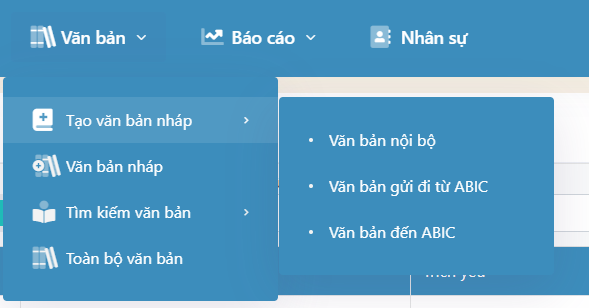 Văn bản
Báo cáo
Nhân sự
Tạo văn bản nháp
Văn bản nháp
Tìm kiếm văn bản
Toàn bộ văn bản
Văn bản nội bộ
Văn bản gửi đi từ ABIC
Văn bản đến ABIC